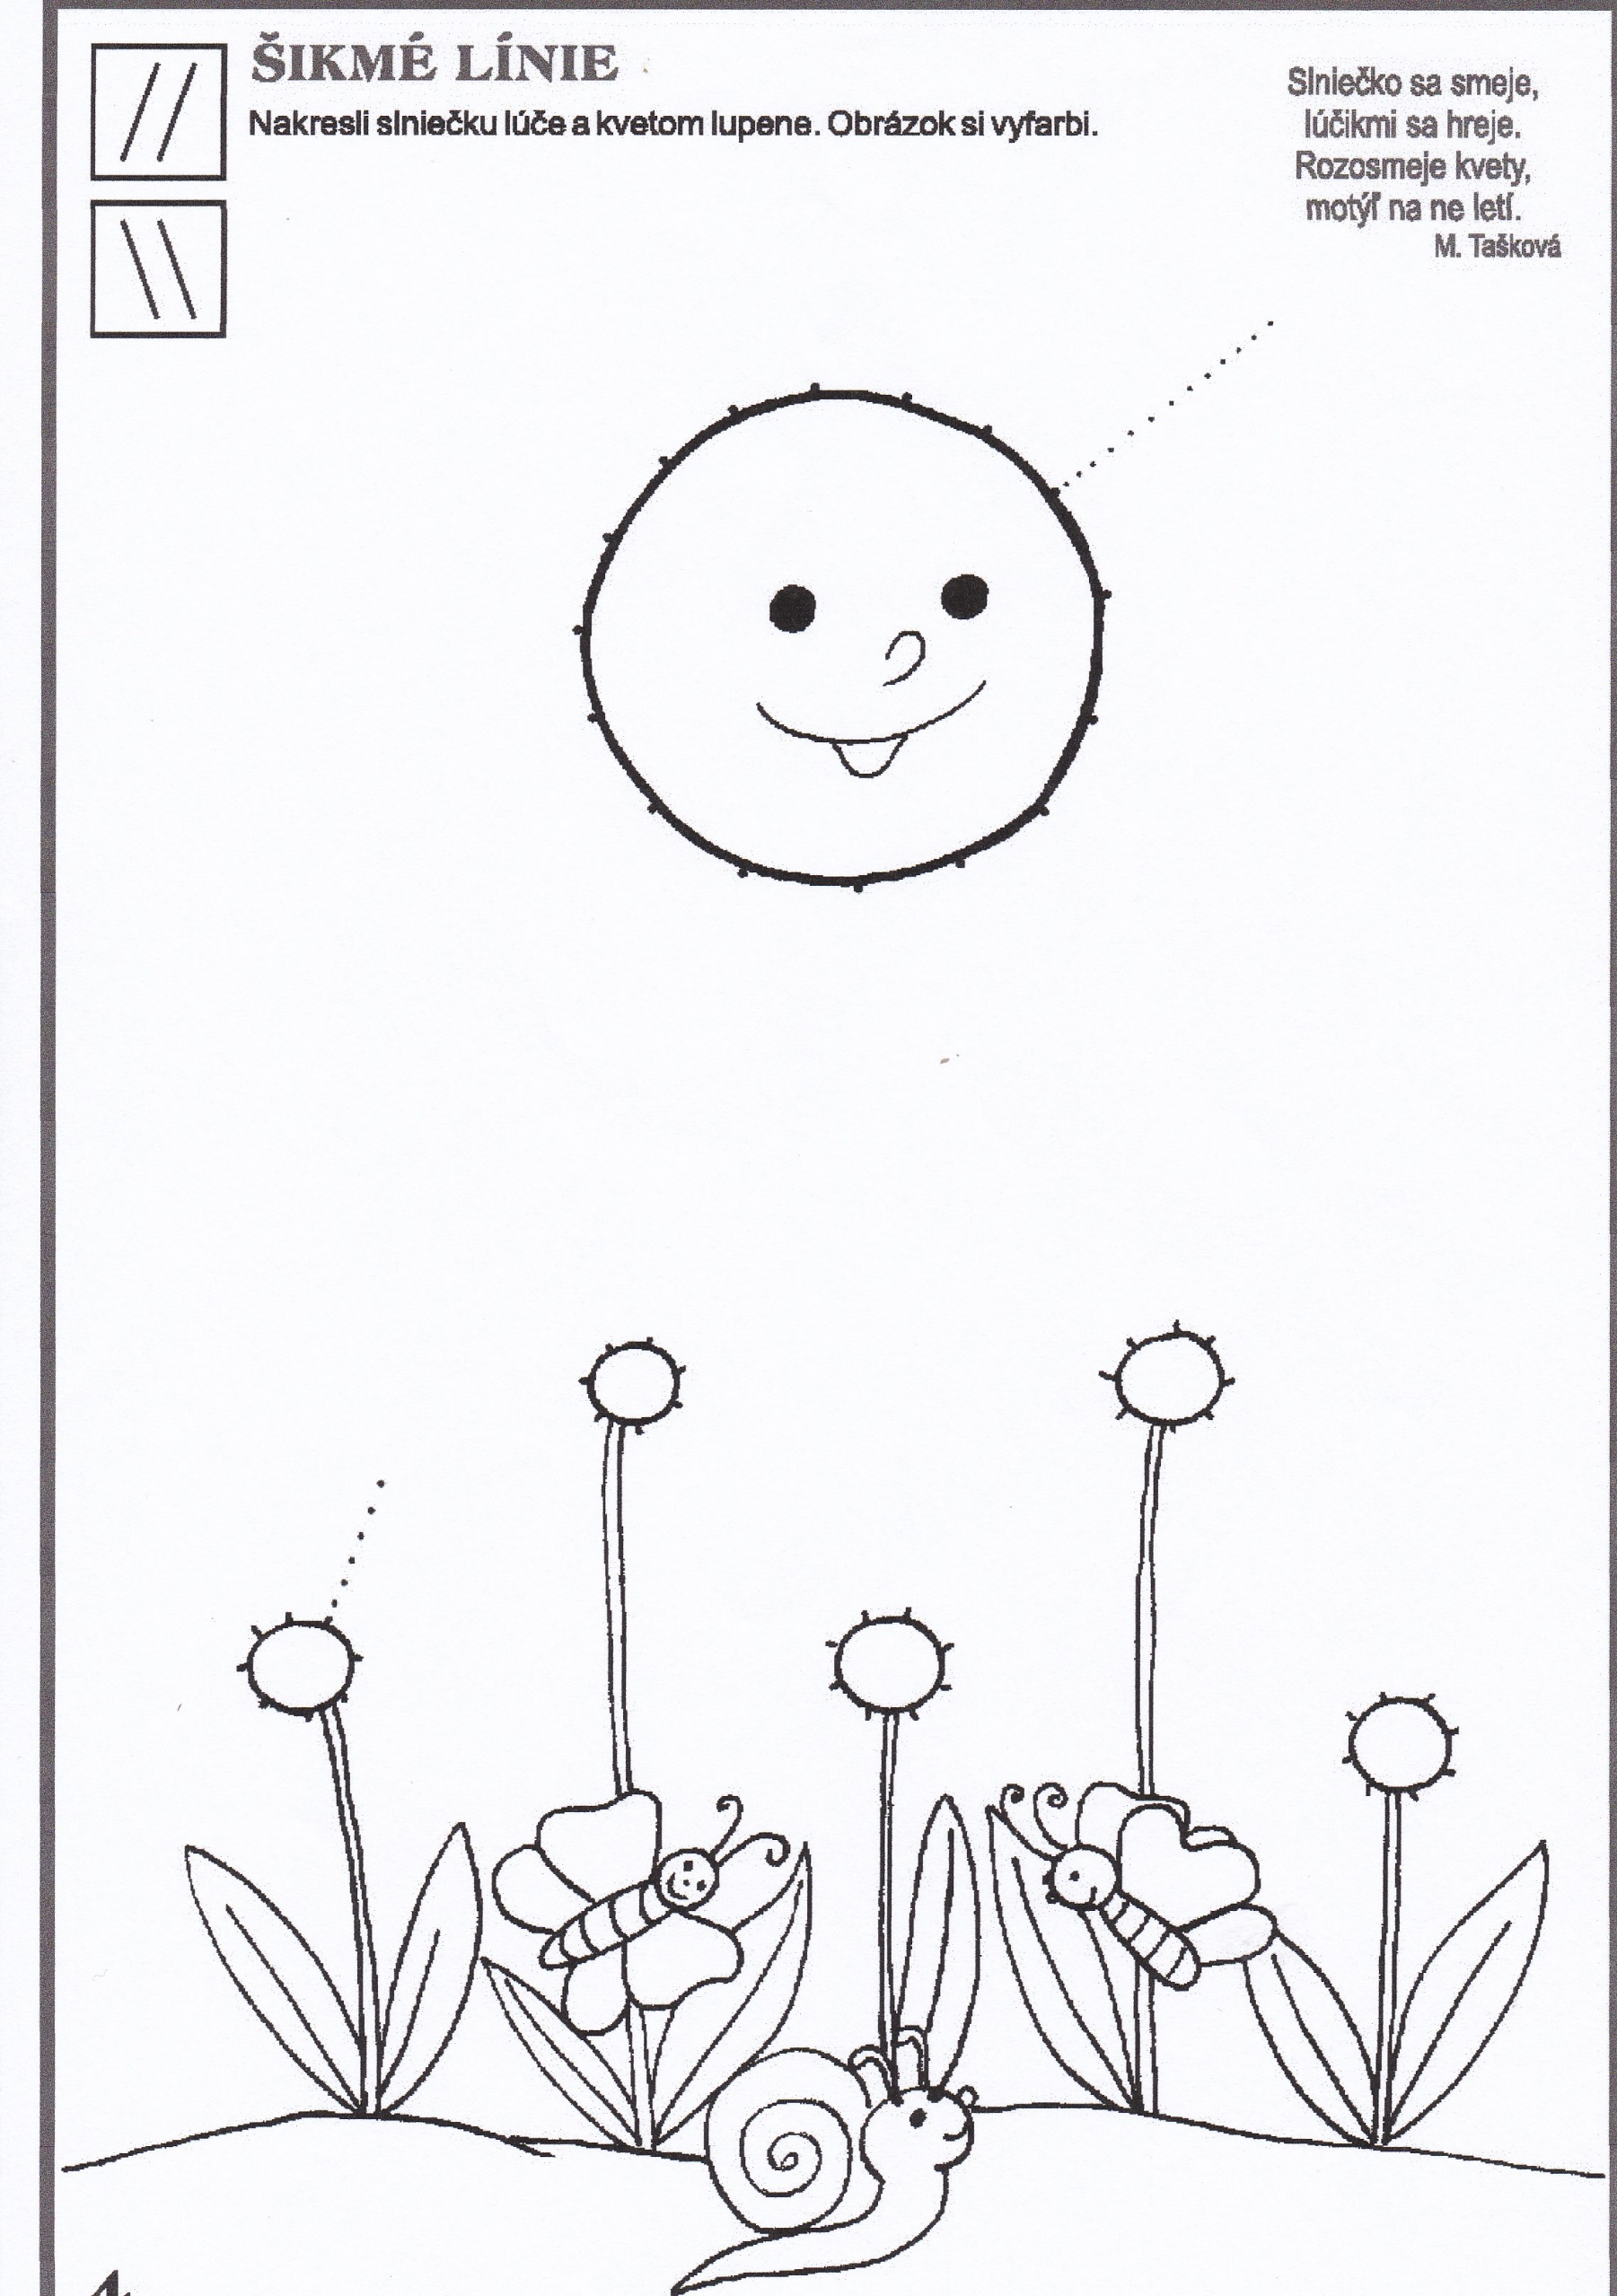 ŠIKMÉ LÍNIE
Nakresli slniečku lúče a kvetom lupene. Obrázok si vyfarbi.
Slniečko sa smeje,
lúčikmi sa hreje.
Rozosmeje kvety,
motýľ na ne letí.
M. Tašková